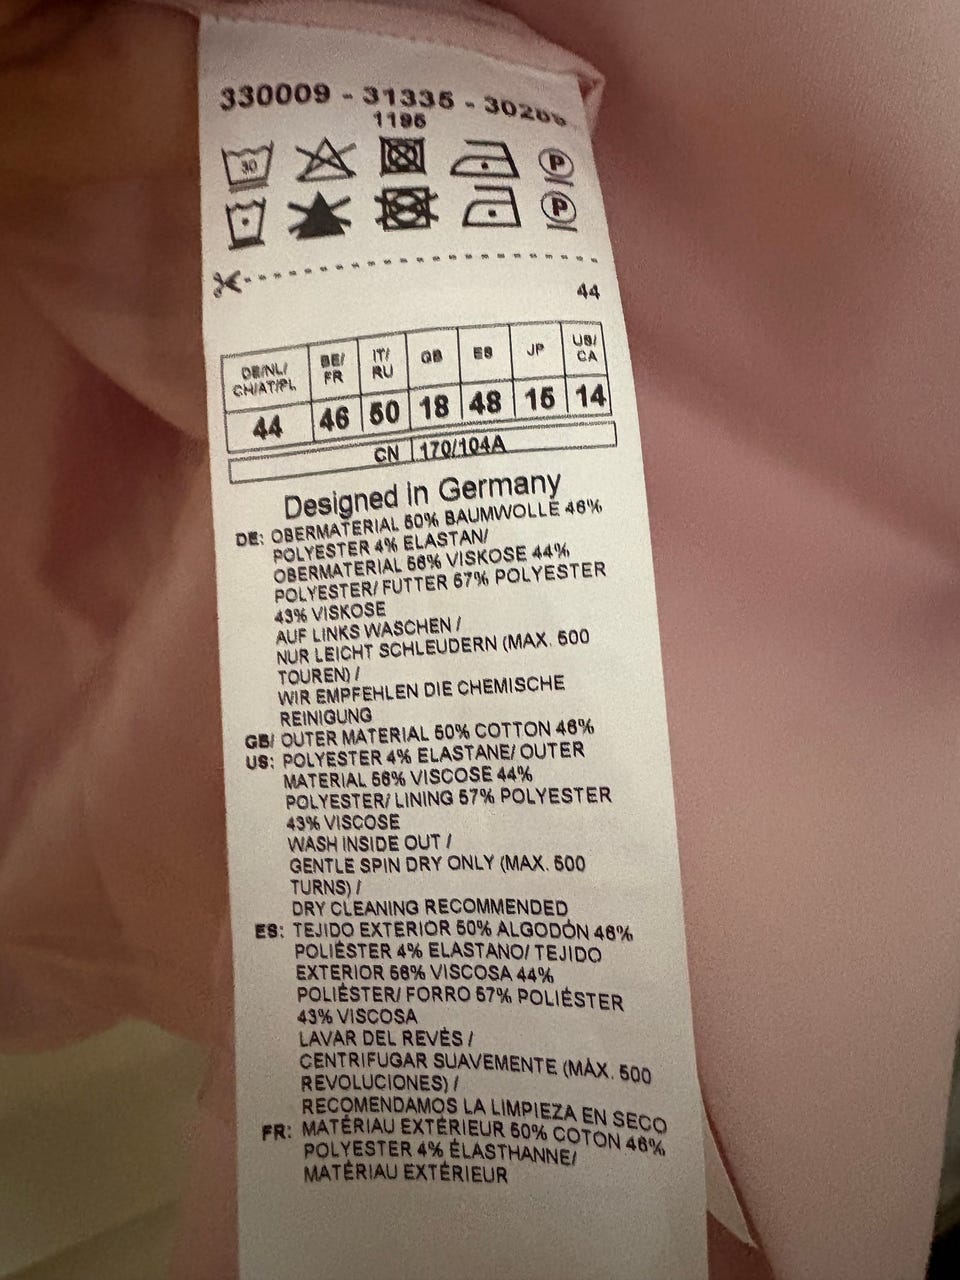 330009 - 31335 -
1196
30
P
P
44
DE/NL/ CH/AT/PL BE/ FR IT/ RU GB ES JP US/ CA
44 46 50 18 48 15 14
CN 170/104A
Designed in Germany
DE: OBERMATERIAL 50% BAUMWOLLE 46%
POLYESTER 4% ELASTAN/
OBERMATERIAL 56% VISKOSE 44%
POLYESTER/ FUTTER 57% POLYESTER
43% VISKOSE
AUF LINKS WASCHEN /
NUR LEICHT SCHLEUDERN (MAX. 500
TOUREN) /
WIR EMPFEHLEN DIE CHEMISCHE
REINIGUNG
GB/ OUTER MATERIAL 50% COTTON 46%
US: POLYESTER 4% ELASTANE/ OUTER
MATERIAL 56% VISCOSE 44%
POLYESTER/ LINING 57% POLYESTER
43% VISCOSE
WASH INSIDE OUT /
GENTLE SPIN DRY ONLY (MAX. 500
TURNS) /
DRY CLEANING RECOMMENDED
ES: TEJIDO EXTERIOR 50% ALGODÓN 46%
POLIÉSTER 4% ELASTANO/ TEJIDO
EXTERIOR 56% VISCOSA 44%
POLIÉSTER/ FORRO 57% POLIÉSTER
43% VISCOSA
LAVAR DEL REVÉS /
CENTRIFUGAR SUAVEMENTE (MÁX. 500
REVOLUCIONES) /
RECOMENDAMOS LA LIMPIEZA EN SECO
FR: MATÉRIAU EXTÉRIEUR 50% COTON 46%
POLYESTER 4% ÉLASTHANNE/
MATÉRIAU EXTÉRIEUR